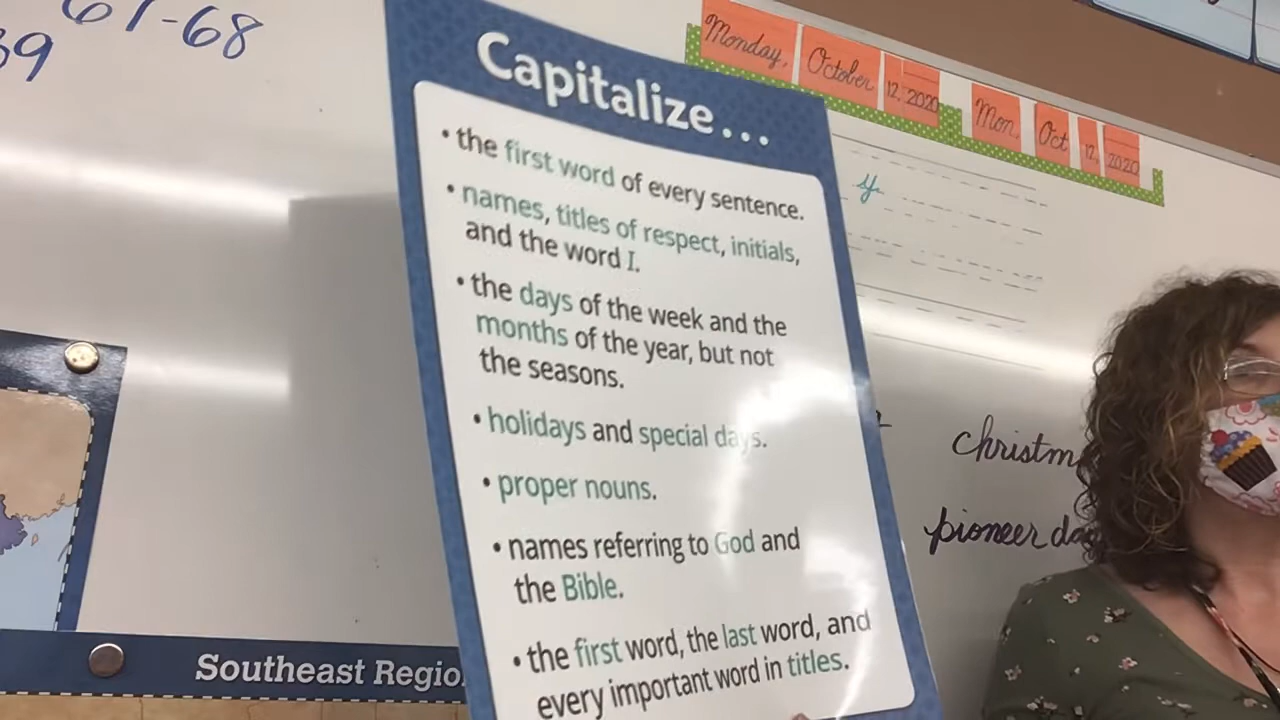 67-68
39
Capitalize...
• the first word of every sentence.
• names, titles of respect, initials,
and the word I.
• the days of the week and the
months of the year, but not
the seasons.
• holidays and special days.
• proper nouns.
• names referring to God and
the Bible.
• the first word, the last word, and
every important word in titles.
Monday, October 12, 2020
Mon. Oct 12, 2020
y
christm
pioneer da
Southeast Regio